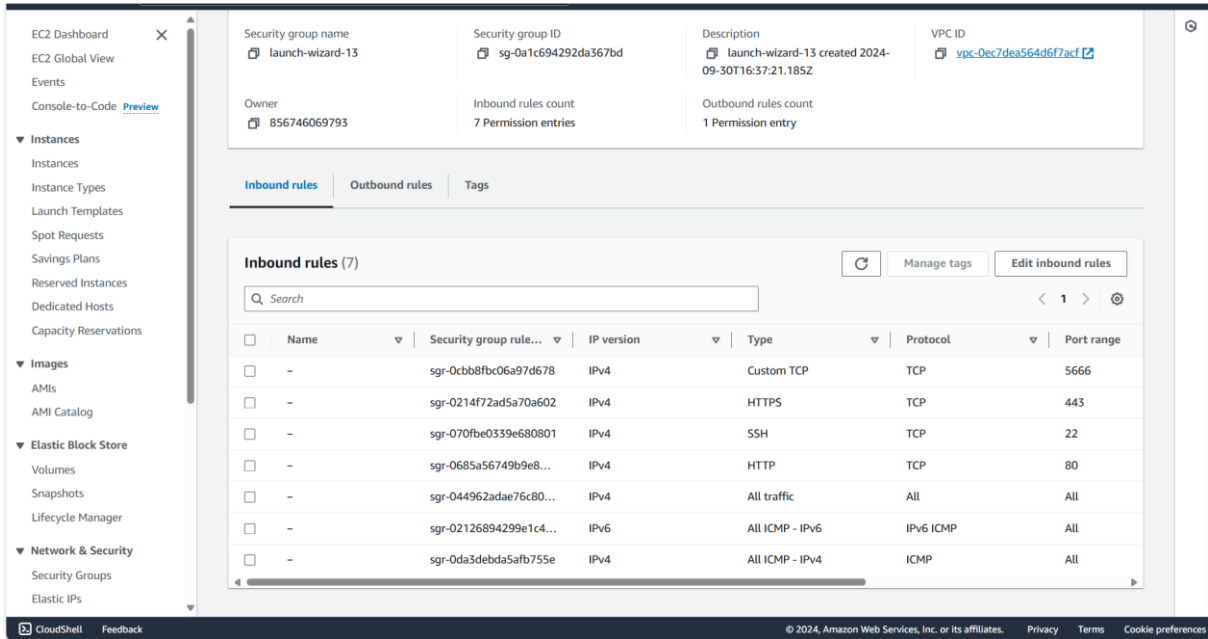 EC2 Dashboard
EC2 Global View
Events
Console-to-Code Preview
Instances
Instances
Instance Types
Launch Templates
Spot Requests
Savings Plans
Reserved Instances
Dedicated Hosts
Capacity Reservations
Images
AMIs
AMI Catalog
Elastic Block Store
Volumes
Snapshots
Lifecycle Manager
Network & Security
Security Groups
Elastic IPs
Security group name
launch-wizard-13
Security group ID
sg-0a1c694292da367bd
Description
launch-wizard-13 created 2024-
09-30T16:37:21.185Z
VPC ID
vpc-0ec7dea564d6f7acf
Owner
856746069793
Inbound rules count
7 Permission entries
Outbound rules count
1 Permission entry
Inbound rules Outbound rules Tags
Inbound rules (7) Manage tags Edit inbound rules
Search 1
Name Security group rule... IP version Type Protocol Port range
– sgr-0cbb8fbc06a97d678 IPv4 Custom TCP TCP 5666
– sgr-0214f72ad5a70a602 IPv4 HTTPS TCP 443
– sgr-070fbe0339e680801 IPv4 SSH TCP 22
– sgr-0685a56749b9e8... IPv4 HTTP TCP 80
– sgr-044962adae76c80... IPv4 All traffic All All
– sgr-02126894299e1c4... IPv6 All ICMP - IPv6 IPv6 ICMP All
– sgr-0da3debda5afb755e IPv4 All ICMP - IPv4 ICMP All
CloudShell Feedback © 2024, Amazon Web Services, Inc. or its affiliates. Privacy Terms Cookie preferences